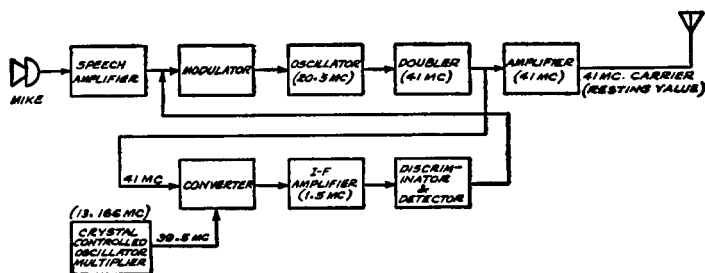 MIKE
SPEECH
AMPLIFIER
MODULATOR
OSCILLATOR
(20.5 MC)
DOUBLER
(41 MC)
AMPLIFIER
(41 MC)
41 MC. CARRIER
(RESTING VALUE)
41 MC
CONVERTER
I-F
AMPLIFIER
(1.5 MC)
DISCRIM-
INATOR
&
DETECTOR
(13.166 MC)
CRYSTAL
CONTROLLED
OSCILLATOR
MULTIPLIER
39.5 MC